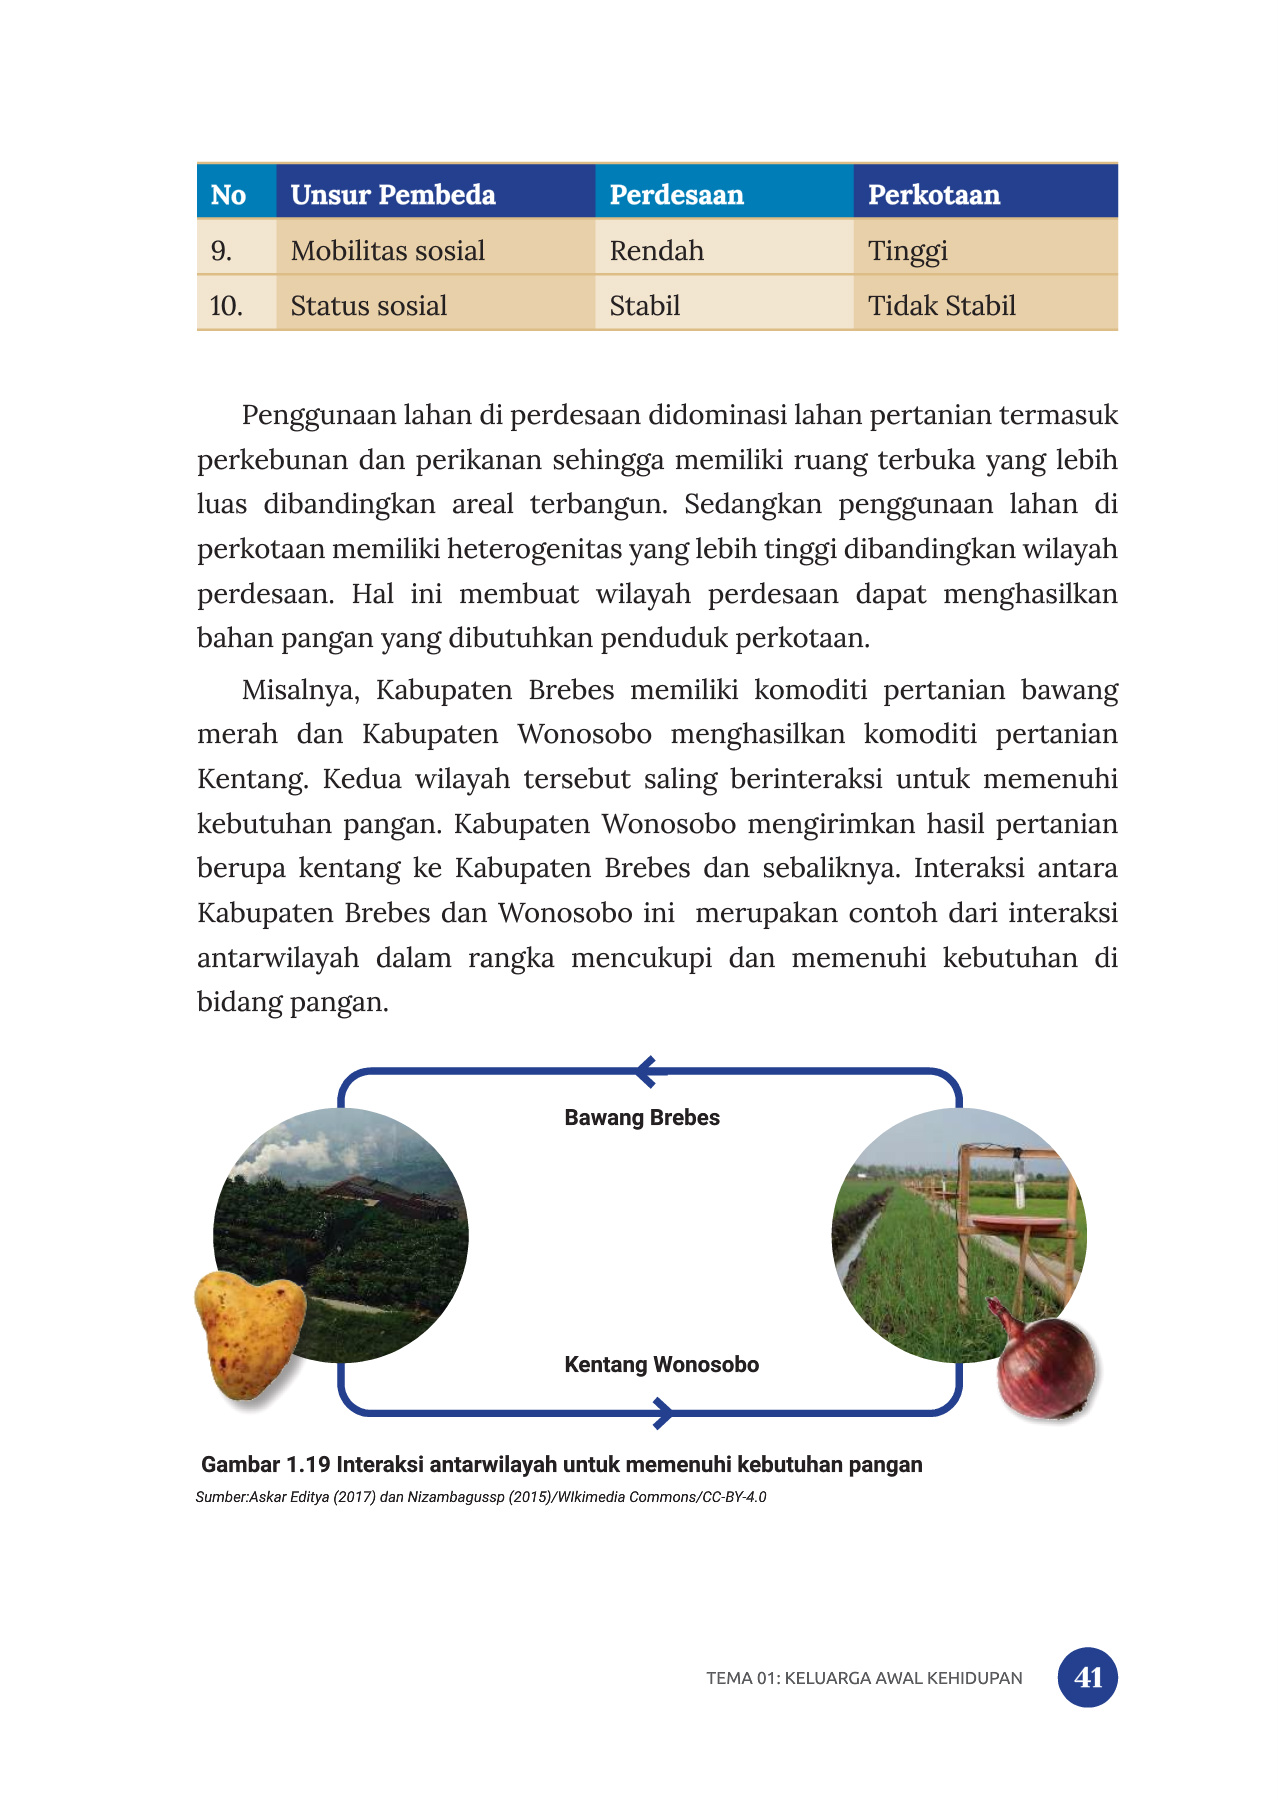 No Unsur Pembeda Perdesaan Perkotaan
9. Mobilitas sosial Rendah Tinggi
10. Status sosial Stabil Tidak Stabil
Penggunaan lahan di perdesaan didominasi lahan pertanian termasuk
perkebunan dan perikanan sehingga memiliki ruang terbuka yang lebih
luas dibandingkan areal terbangun. Sedangkan penggunaan lahan di
perkotaan memiliki heterogenitas yang lebih tinggi dibandingkan wilayah
perdesaan. Hal ini membuat wilayah perdesaan dapat menghasilkan
bahan pangan yang dibutuhkan penduduk perkotaan.
Misalnya, Kabupaten Brebes memiliki komoditi pertanian bawang
merah dan Kabupaten Wonosobo menghasilkan komoditi pertanian
Kentang. Kedua wilayah tersebut saling berinteraksi untuk memenuhi
kebutuhan pangan. Kabupaten Wonosobo mengirimkan hasil pertanian
berupa kentang ke Kabupaten Brebes dan sebaliknya. Interaksi antara
Kabupaten Brebes dan Wonosobo ini merupakan contoh dari interaksi
antarwilayah dalam rangka mencukupi dan memenuhi kebutuhan di
bidang pangan.
Bawang Brebes
Kentang Wonosobo
Gambar 1.19 Interaksi antarwilayah untuk memenuhi kebutuhan pangan
Sumber:Askar Editya (2017) dan Nizambagussp (2015)/WIkimedia Commons/CC-BY-4.0
TEMA 01: KELUARGA AWAL KEHIDUPAN 41